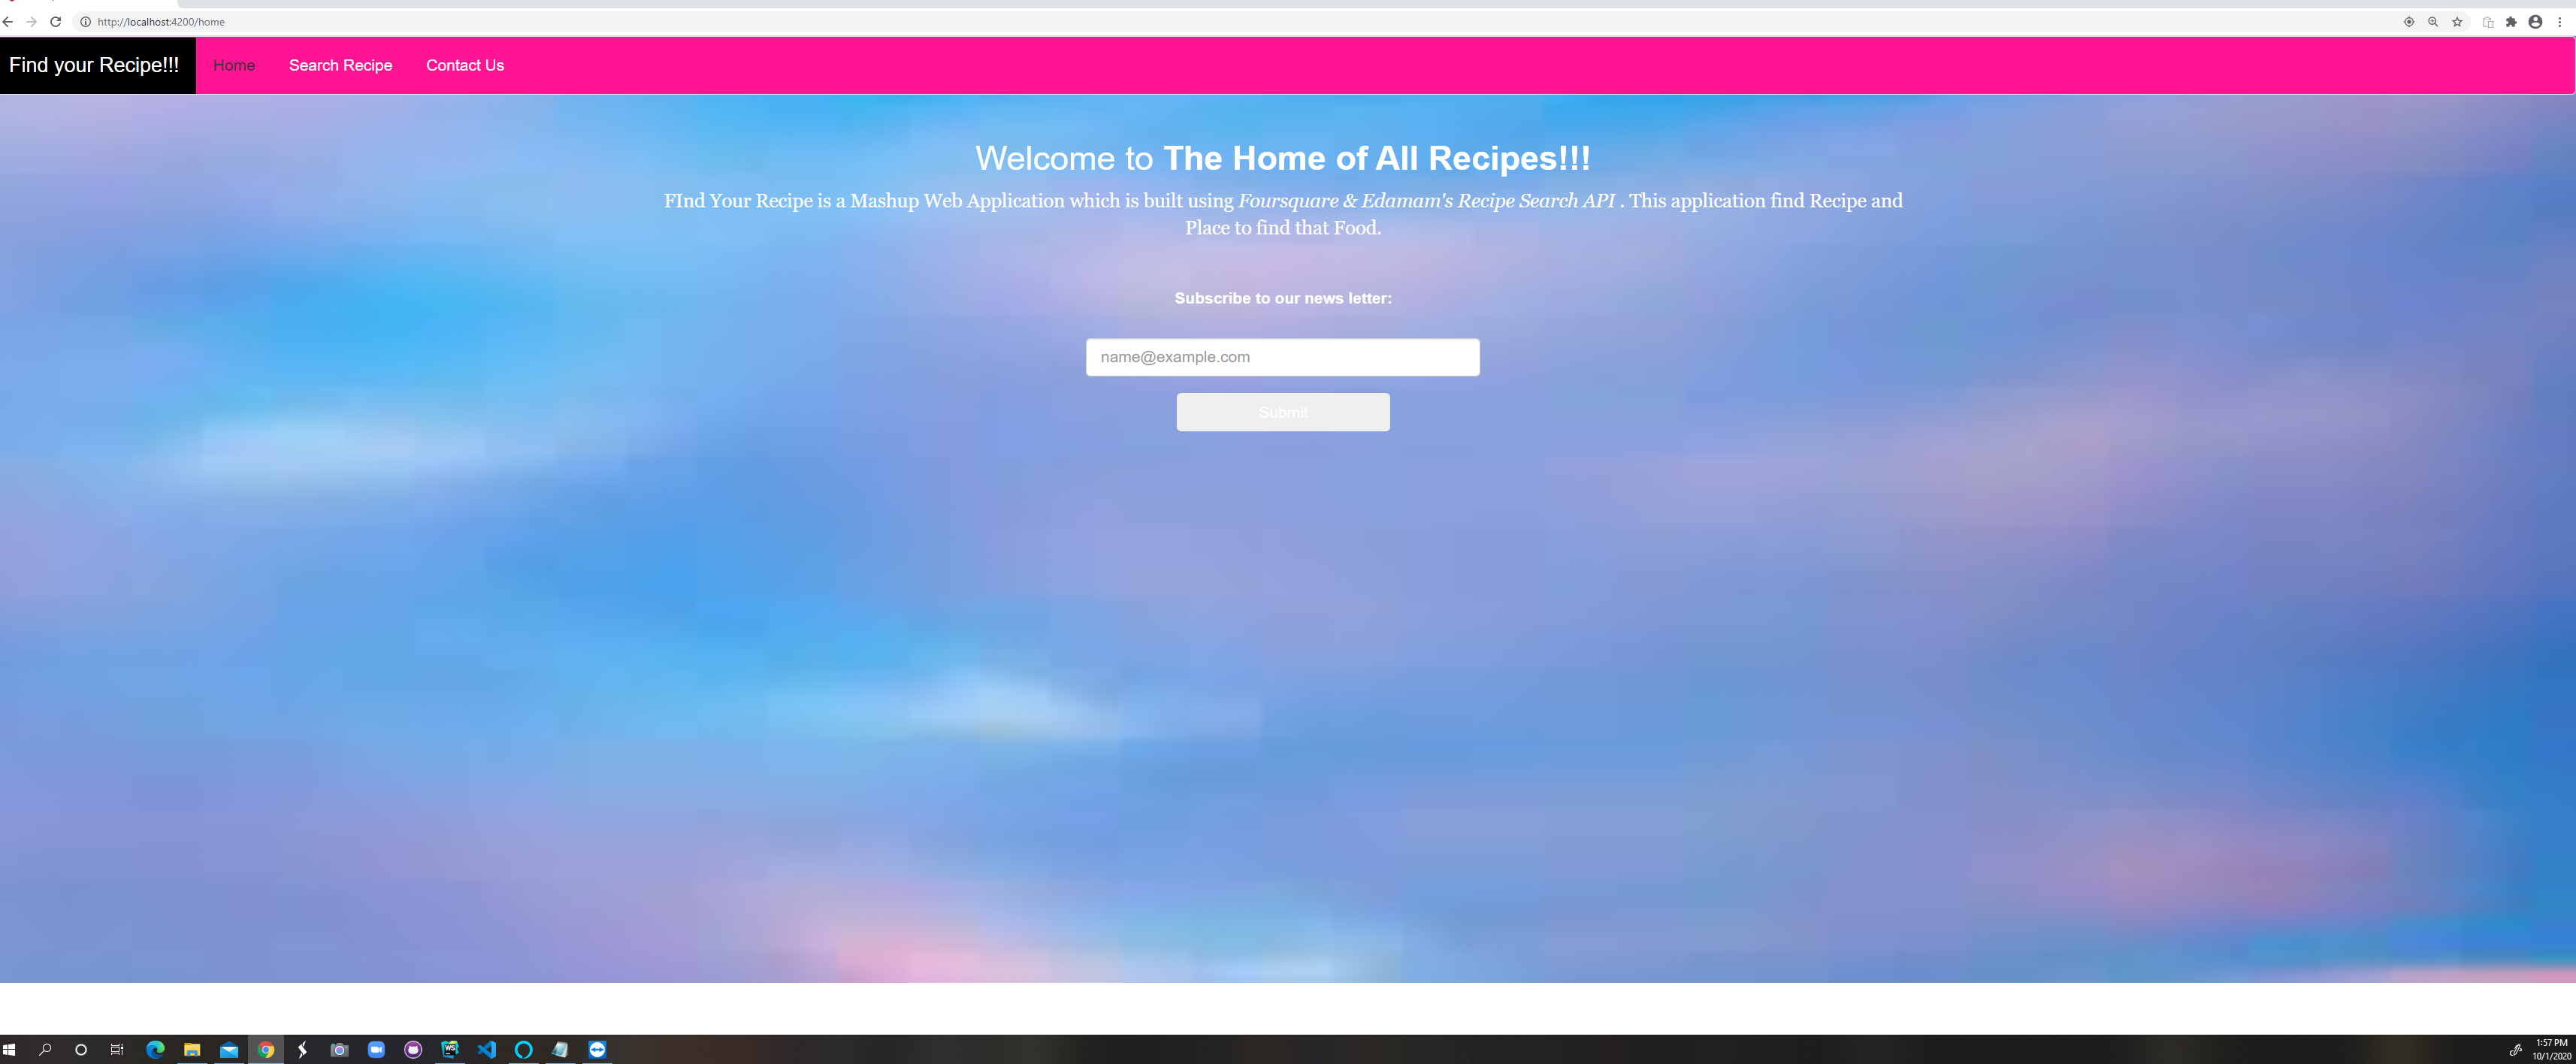 http://localhost:4200/home
Find your Recipe!!! Home Search Recipe Contact Us
Welcome to The Home of All Recipes!!!
FInd Your Recipe is a Mashup Web Application which is built using Foursquare & Edamam's Recipe Search API . This application find Recipe and
Place to find that Food.
Subscribe to our news letter:
name@example.com
Submit
WS
1:57 PM
10/1/2020